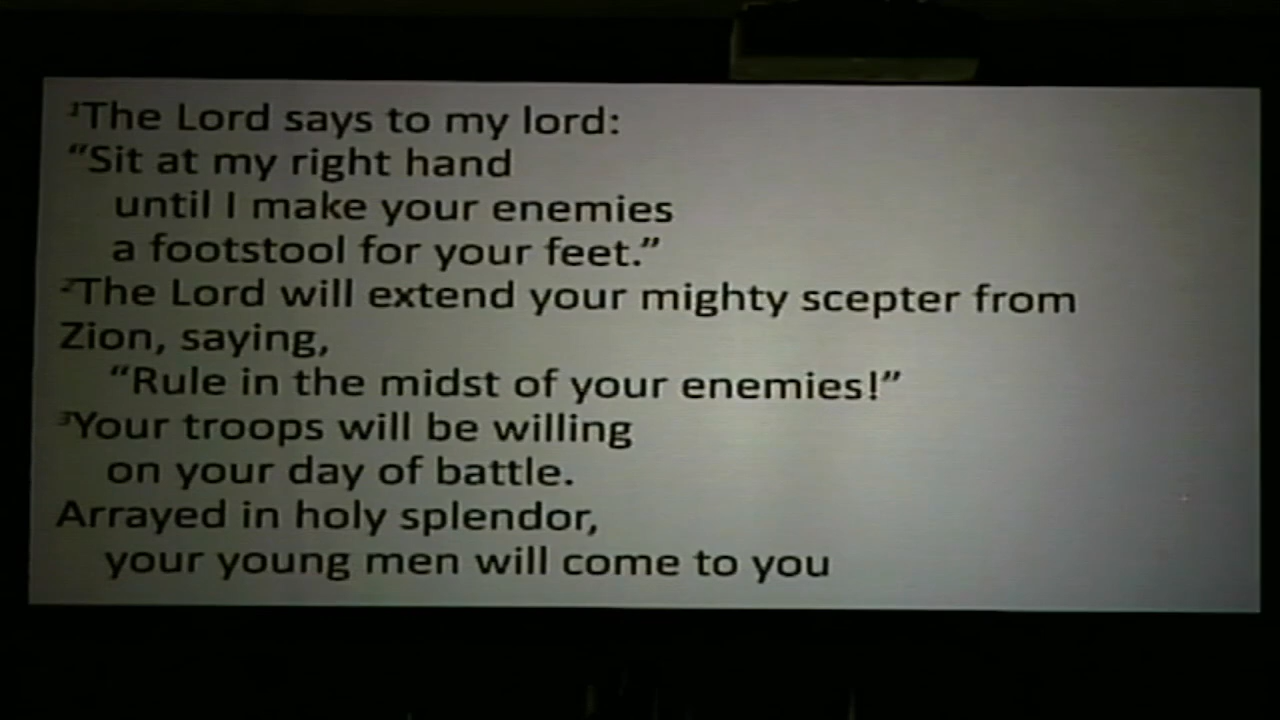 ¹The Lord says to my lord:
“Sit at my right hand
until I make your enemies
a footstool for your feet.”
²The Lord will extend your mighty scepter from
Zion, saying,
“Rule in the midst of your enemies!”
³Your troops will be willing
on your day of battle.
Arrayed in holy splendor,
your young men will come to you